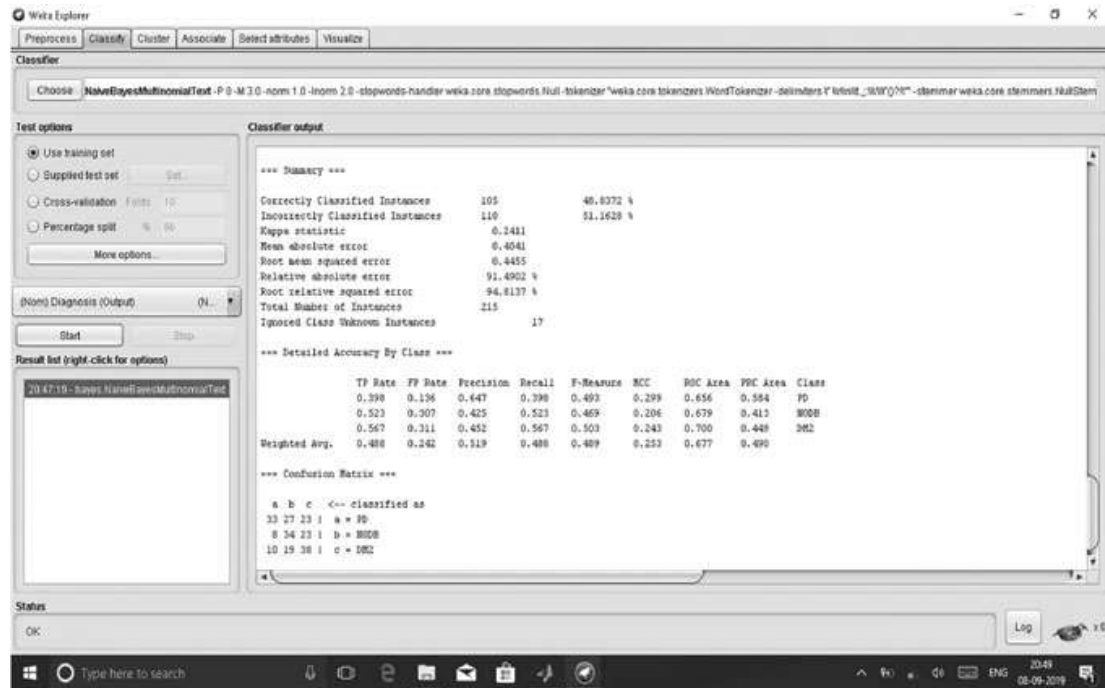 Weka Explorer
Preprocess Classify Cluster Associate Select attributes Visualize
Classifier
Choose NaiveBayesMultinomialText -P 0 -M 3.0 -norm 1.0 -lnorm 2.0 -stopwords-handler weka.core.stopwords.Null -tokenizer "weka.core.tokenizers.WordTokenizer -delimiters -stemmer weka.core.stemmers.NullStem
Test options
Use training set
Supplied test set Set...
Cross-validation Folds 10
Percentage split % 66
More options...
(Nom) Diagnosis (Output) (N...
Start Stop
Result list (right-click for options)
20:47:19 - bayes.NaiveBayesMultinomialText
Classifier output
=== Summary ===
Correctly Classified Instances 105 48.8372 %
Incorrectly Classified Instances 110 51.1628 %
Kappa statistic 0.2411
Mean absolute error 0.4041
Root mean squared error 0.4455
Relative absolute error 91.4902 %
Root relative squared error 94.8137 %
Total Number of Instances 215
Ignored Class Unknown Instances 17
=== Detailed Accuracy By Class ===
TP Rate FP Rate Precision Recall F-Measure MCC ROC Area PRC Area Class
0.398 0.136 0.647 0.398 0.493 0.299 0.656 0.584 PD
0.523 0.307 0.425 0.523 0.469 0.206 0.679 0.413 NODB
0.567 0.311 0.452 0.567 0.503 0.243 0.700 0.449 DM2
Weighted Avg. 0.488 0.242 0.519 0.488 0.489 0.253 0.677 0.490
=== Confusion Matrix ===
a b c <-- classified as
33 27 23 | a = PD
8 34 23 | b = NODB
10 19 38 | c = DM2
Status
OK
Log x 0
Type here to search
ENG
20:49
08-09-2019